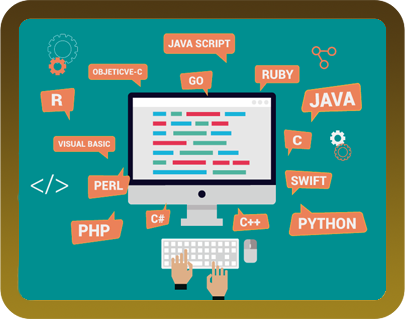 JAVA SCRIPT
OBJETICVE-C
GO
RUBY
R
JAVA
VISUAL BASIC
C
PERL
SWIFT
</>
C#
C++
PHP
PYTHON